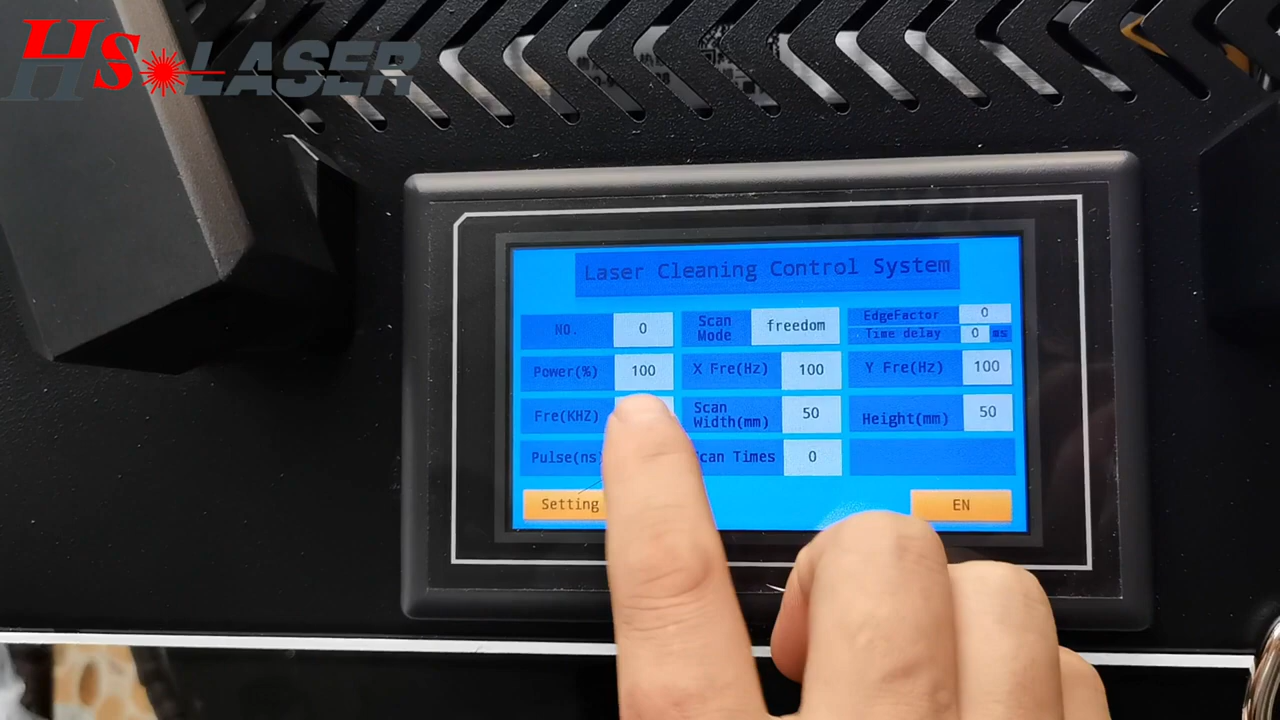 HS LASER
Laser Cleaning Control System
NO. 0 Scan Mode freedom EdgeFactor 0
Time delay 0 ms
Power(%) 100 X Fre(Hz) 100 Y Fre(Hz) 100
Fre(KHZ) Scan Width(mm) 50 Height(mm) 50
Pulse(ns) Scan Times 0
Setting EN